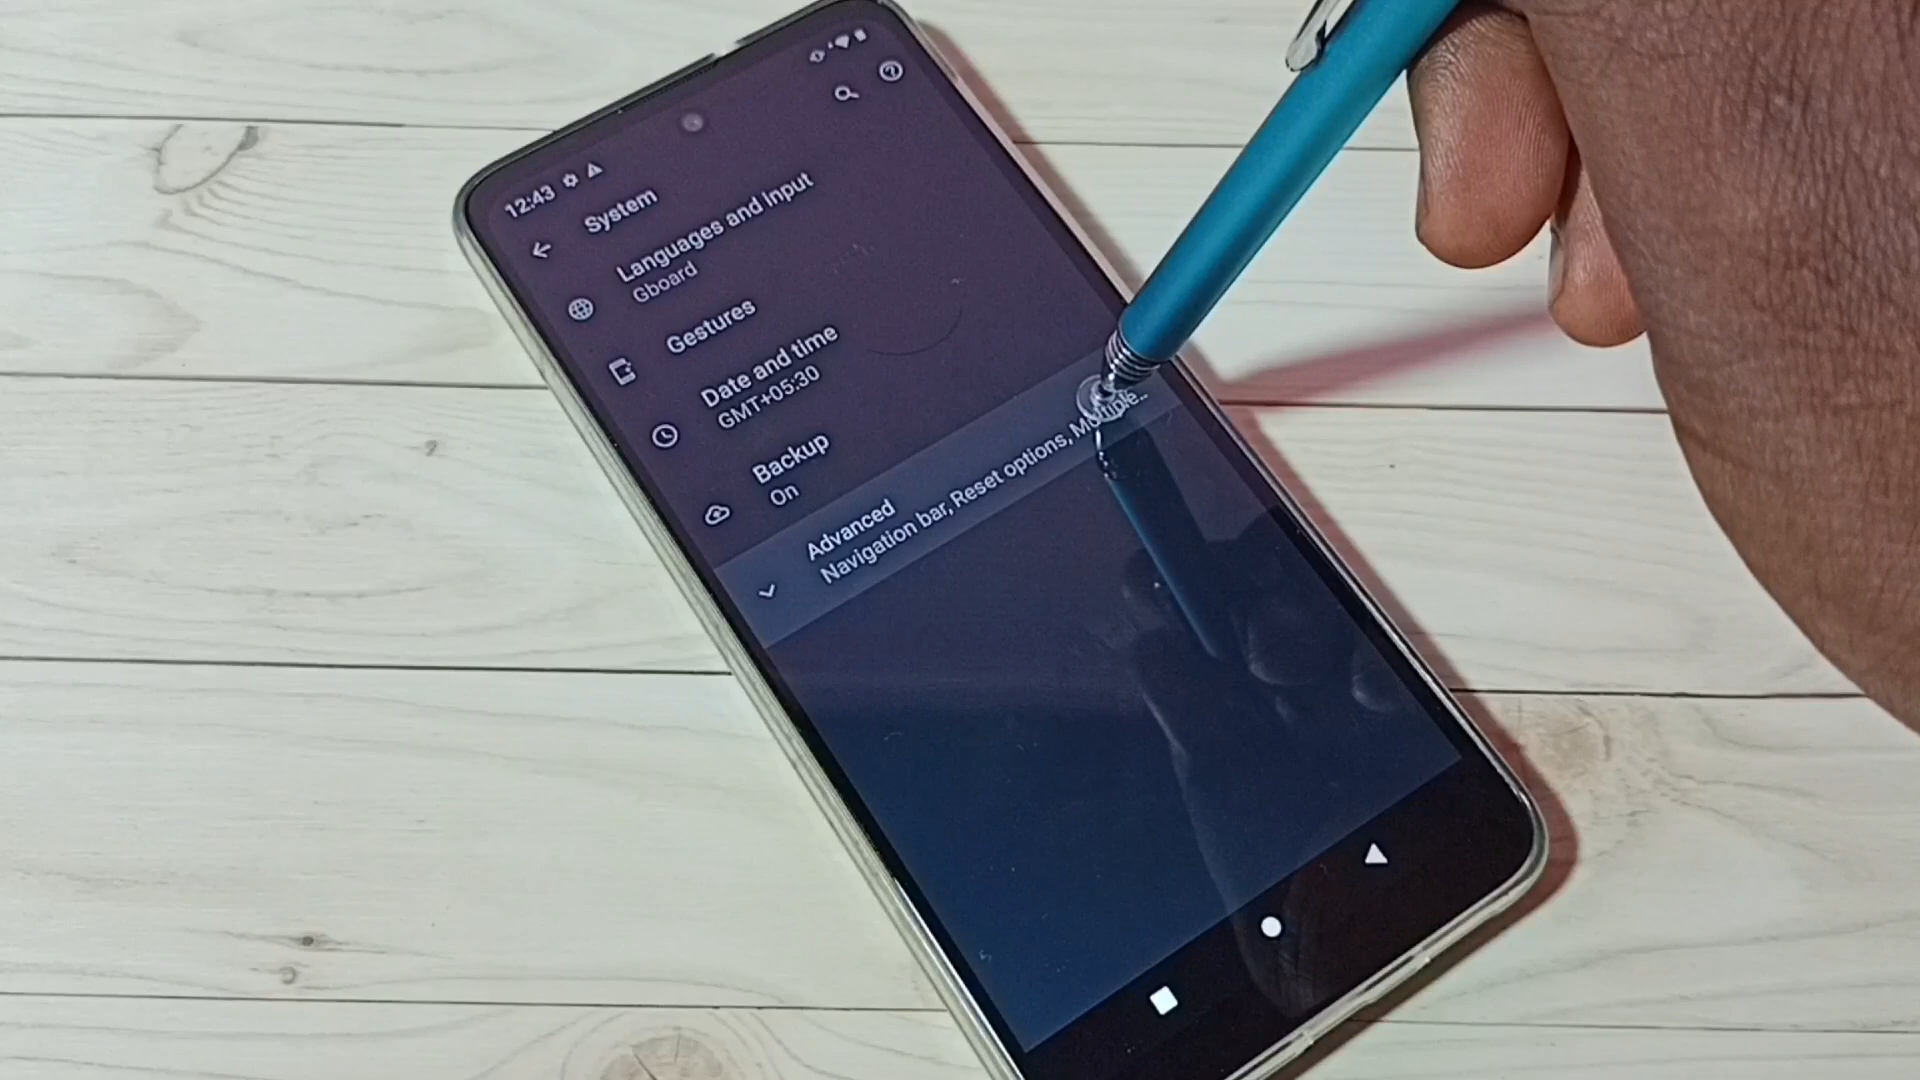 12:43
System
Languages and input
Gboard
Gestures
Date and time
GMT+05:30
Backup
On
Advanced
Navigation bar, Reset options, Multiple..